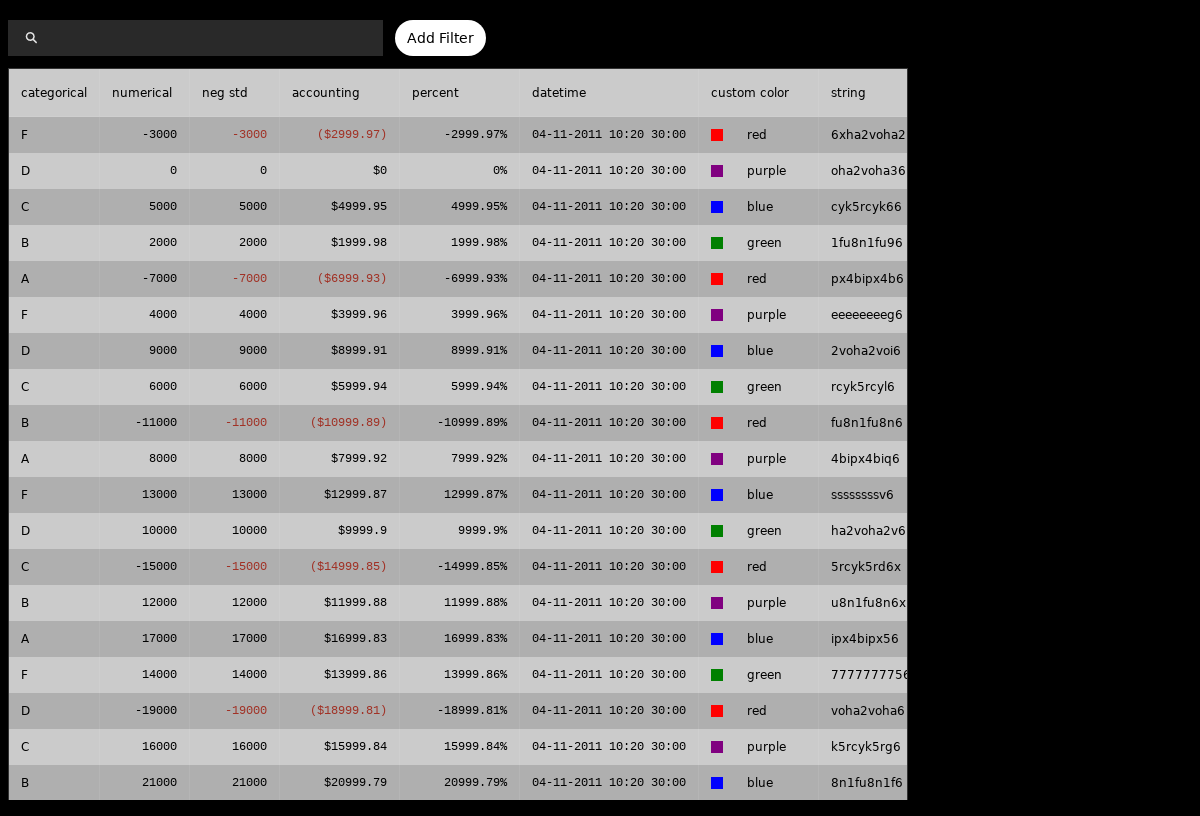 Add Filter
categorical numerical neg std accounting percent datetime custom color string
F -3000 -3000 ($2999.97) -2999.97% 04-11-2011 10:20 30:00 red 6xha2voha2
D 0 0 $0 0% 04-11-2011 10:20 30:00 purple oha2voha36
C 5000 5000 $4999.95 4999.95% 04-11-2011 10:20 30:00 blue cyk5rcyk66
B 2000 2000 $1999.98 1999.98% 04-11-2011 10:20 30:00 green 1fu8n1fu96
A -7000 -7000 ($6999.93) -6999.93% 04-11-2011 10:20 30:00 red px4bipx4b6
F 4000 4000 $3999.96 3999.96% 04-11-2011 10:20 30:00 purple eeeeeeeeg6
D 9000 9000 $8999.91 8999.91% 04-11-2011 10:20 30:00 blue 2voha2voi6
C 6000 6000 $5999.94 5999.94% 04-11-2011 10:20 30:00 green rcyk5rcyl6
B -11000 -11000 ($10999.89) -10999.89% 04-11-2011 10:20 30:00 red fu8n1fu8n6
A 8000 8000 $7999.92 7999.92% 04-11-2011 10:20 30:00 purple 4bipx4biq6
F 13000 13000 $12999.87 12999.87% 04-11-2011 10:20 30:00 blue ssssssssv6
D 10000 10000 $9999.9 9999.9% 04-11-2011 10:20 30:00 green ha2voha2v6
C -15000 -15000 ($14999.85) -14999.85% 04-11-2011 10:20 30:00 red 5rcyk5rd6x
B 12000 12000 $11999.88 11999.88% 04-11-2011 10:20 30:00 purple u8n1fu8n6x
A 17000 17000 $16999.83 16999.83% 04-11-2011 10:20 30:00 blue ipx4bipx56
F 14000 14000 $13999.86 13999.86% 04-11-2011 10:20 30:00 green 7777777756
D -19000 -19000 ($18999.81) -18999.81% 04-11-2011 10:20 30:00 red voha2voha6
C 16000 16000 $15999.84 15999.84% 04-11-2011 10:20 30:00 purple k5rcyk5rg6
B 21000 21000 $20999.79 20999.79% 04-11-2011 10:20 30:00 blue 8n1fu8n1f6